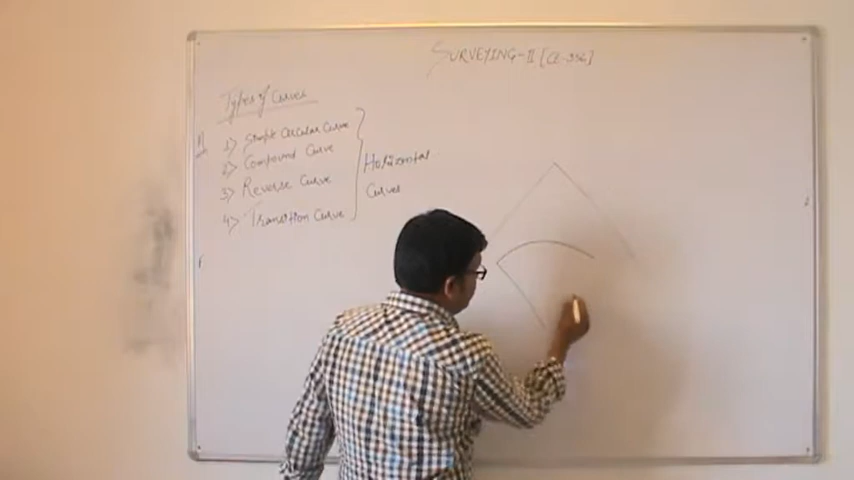 SURVEYING-II [CE-356]
Types of Curves
1) Simple Circular Curve
2) Compound Curve
3) Reverse Curve
4) Transition Curve
Horizontal
Curves